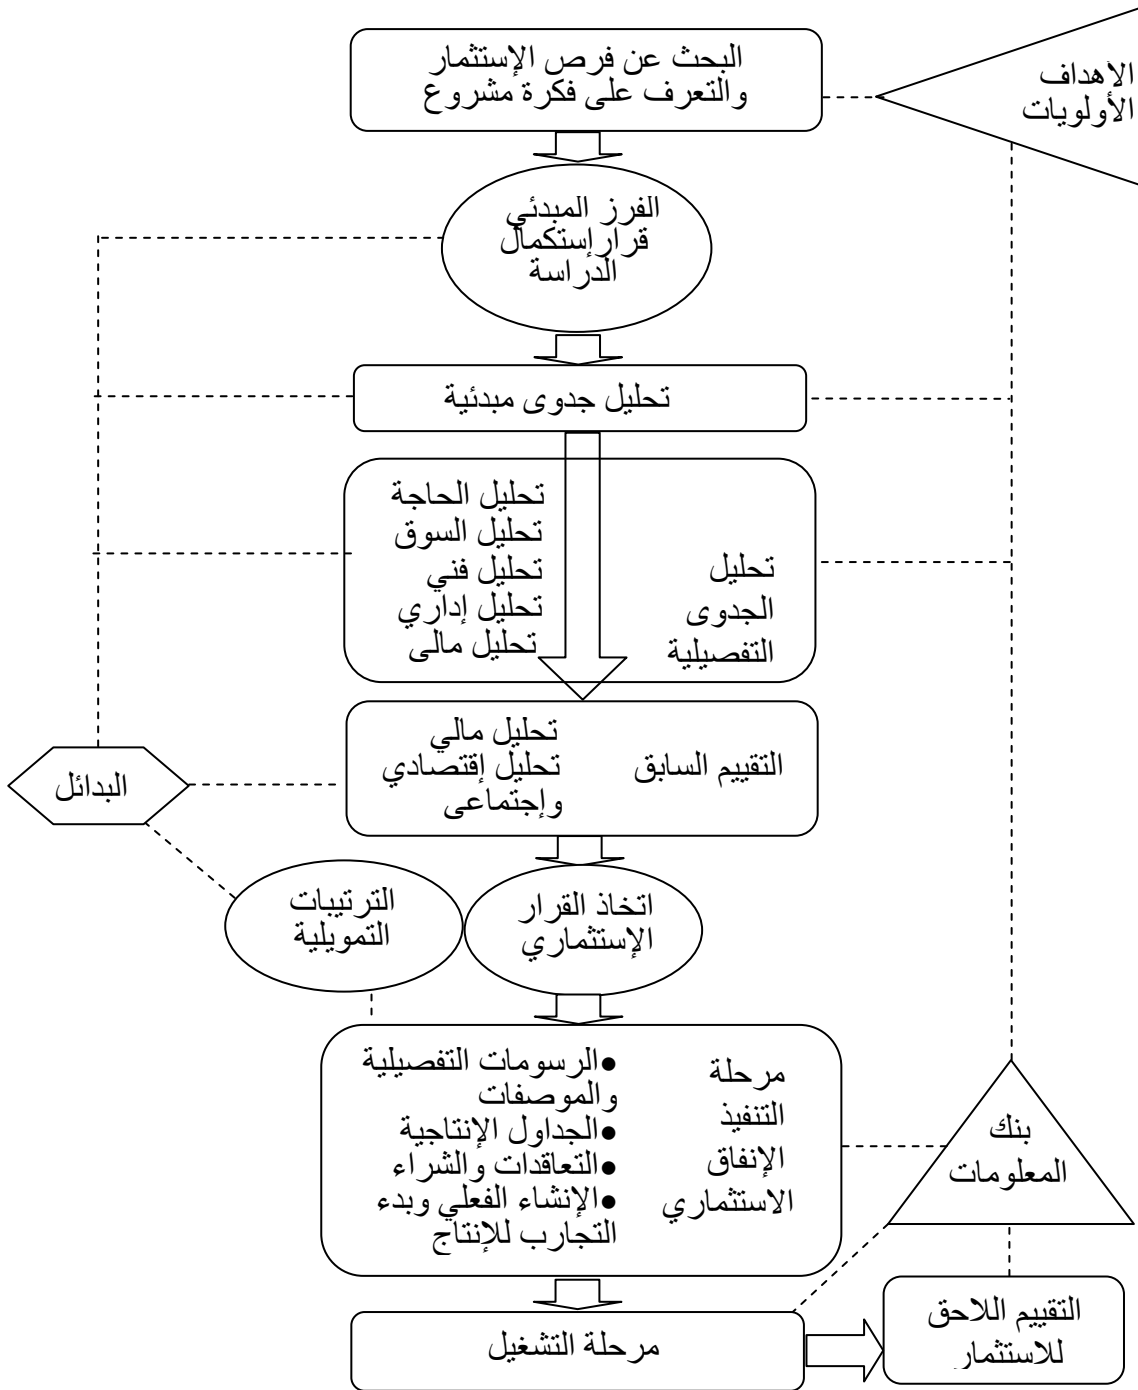 البحث عن فرص الإستثمار
والتعرف على فكرة مشروع
الاهداف
الأولويات
الفرز المبدئي
قرار إستكمال
الدراسة
تحليل جدوى مبدئية
تحليل
الجدوى
التفصيلية
تحليل الحاجة
تحليل السوق
تحليل فني
تحليل إداري
تحليل مالى
التقييم السابق
تحليل مالي
تحليل إقتصادي
وإجتماعى
البدائل
اتخاذ القرار
الإستثماري
الترتيبات
التمويلية
مرحلة
التنفيذ
الإنفاق
الاستثماري
●الرسومات التفصيلية
والموصفات
●الجداول الإنتاجية
●التعاقدات والشراء
●الإنشاء الفعلي وبدء
التجارب للإنتاج
بنك
المعلومات
مرحلة التشغيل
التقييم اللاحق
للاستثمار